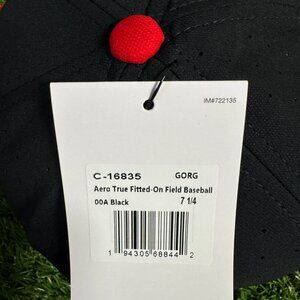 IM#722135
C-16835 GORG
Aero True Fitted-On Field Baseball
00A Black 7 1/4
1 94305 68844 2